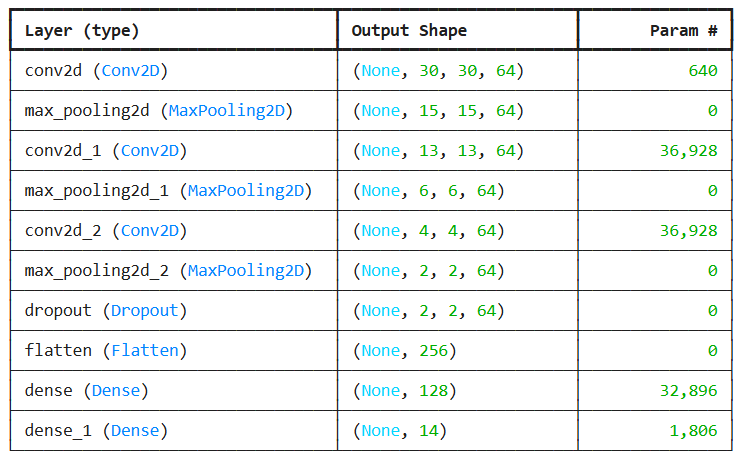 Layer (type) Output Shape Param #
conv2d (Conv2D) (None, 30, 30, 64) 640
max_pooling2d (MaxPooling2D) (None, 15, 15, 64) 0
conv2d_1 (Conv2D) (None, 13, 13, 64) 36,928
max_pooling2d_1 (MaxPooling2D) (None, 6, 6, 64) 0
conv2d_2 (Conv2D) (None, 4, 4, 64) 36,928
max_pooling2d_2 (MaxPooling2D) (None, 2, 2, 64) 0
dropout (Dropout) (None, 2, 2, 64) 0
flatten (Flatten) (None, 256) 0
dense (Dense) (None, 128) 32,896
dense_1 (Dense) (None, 14) 1,806